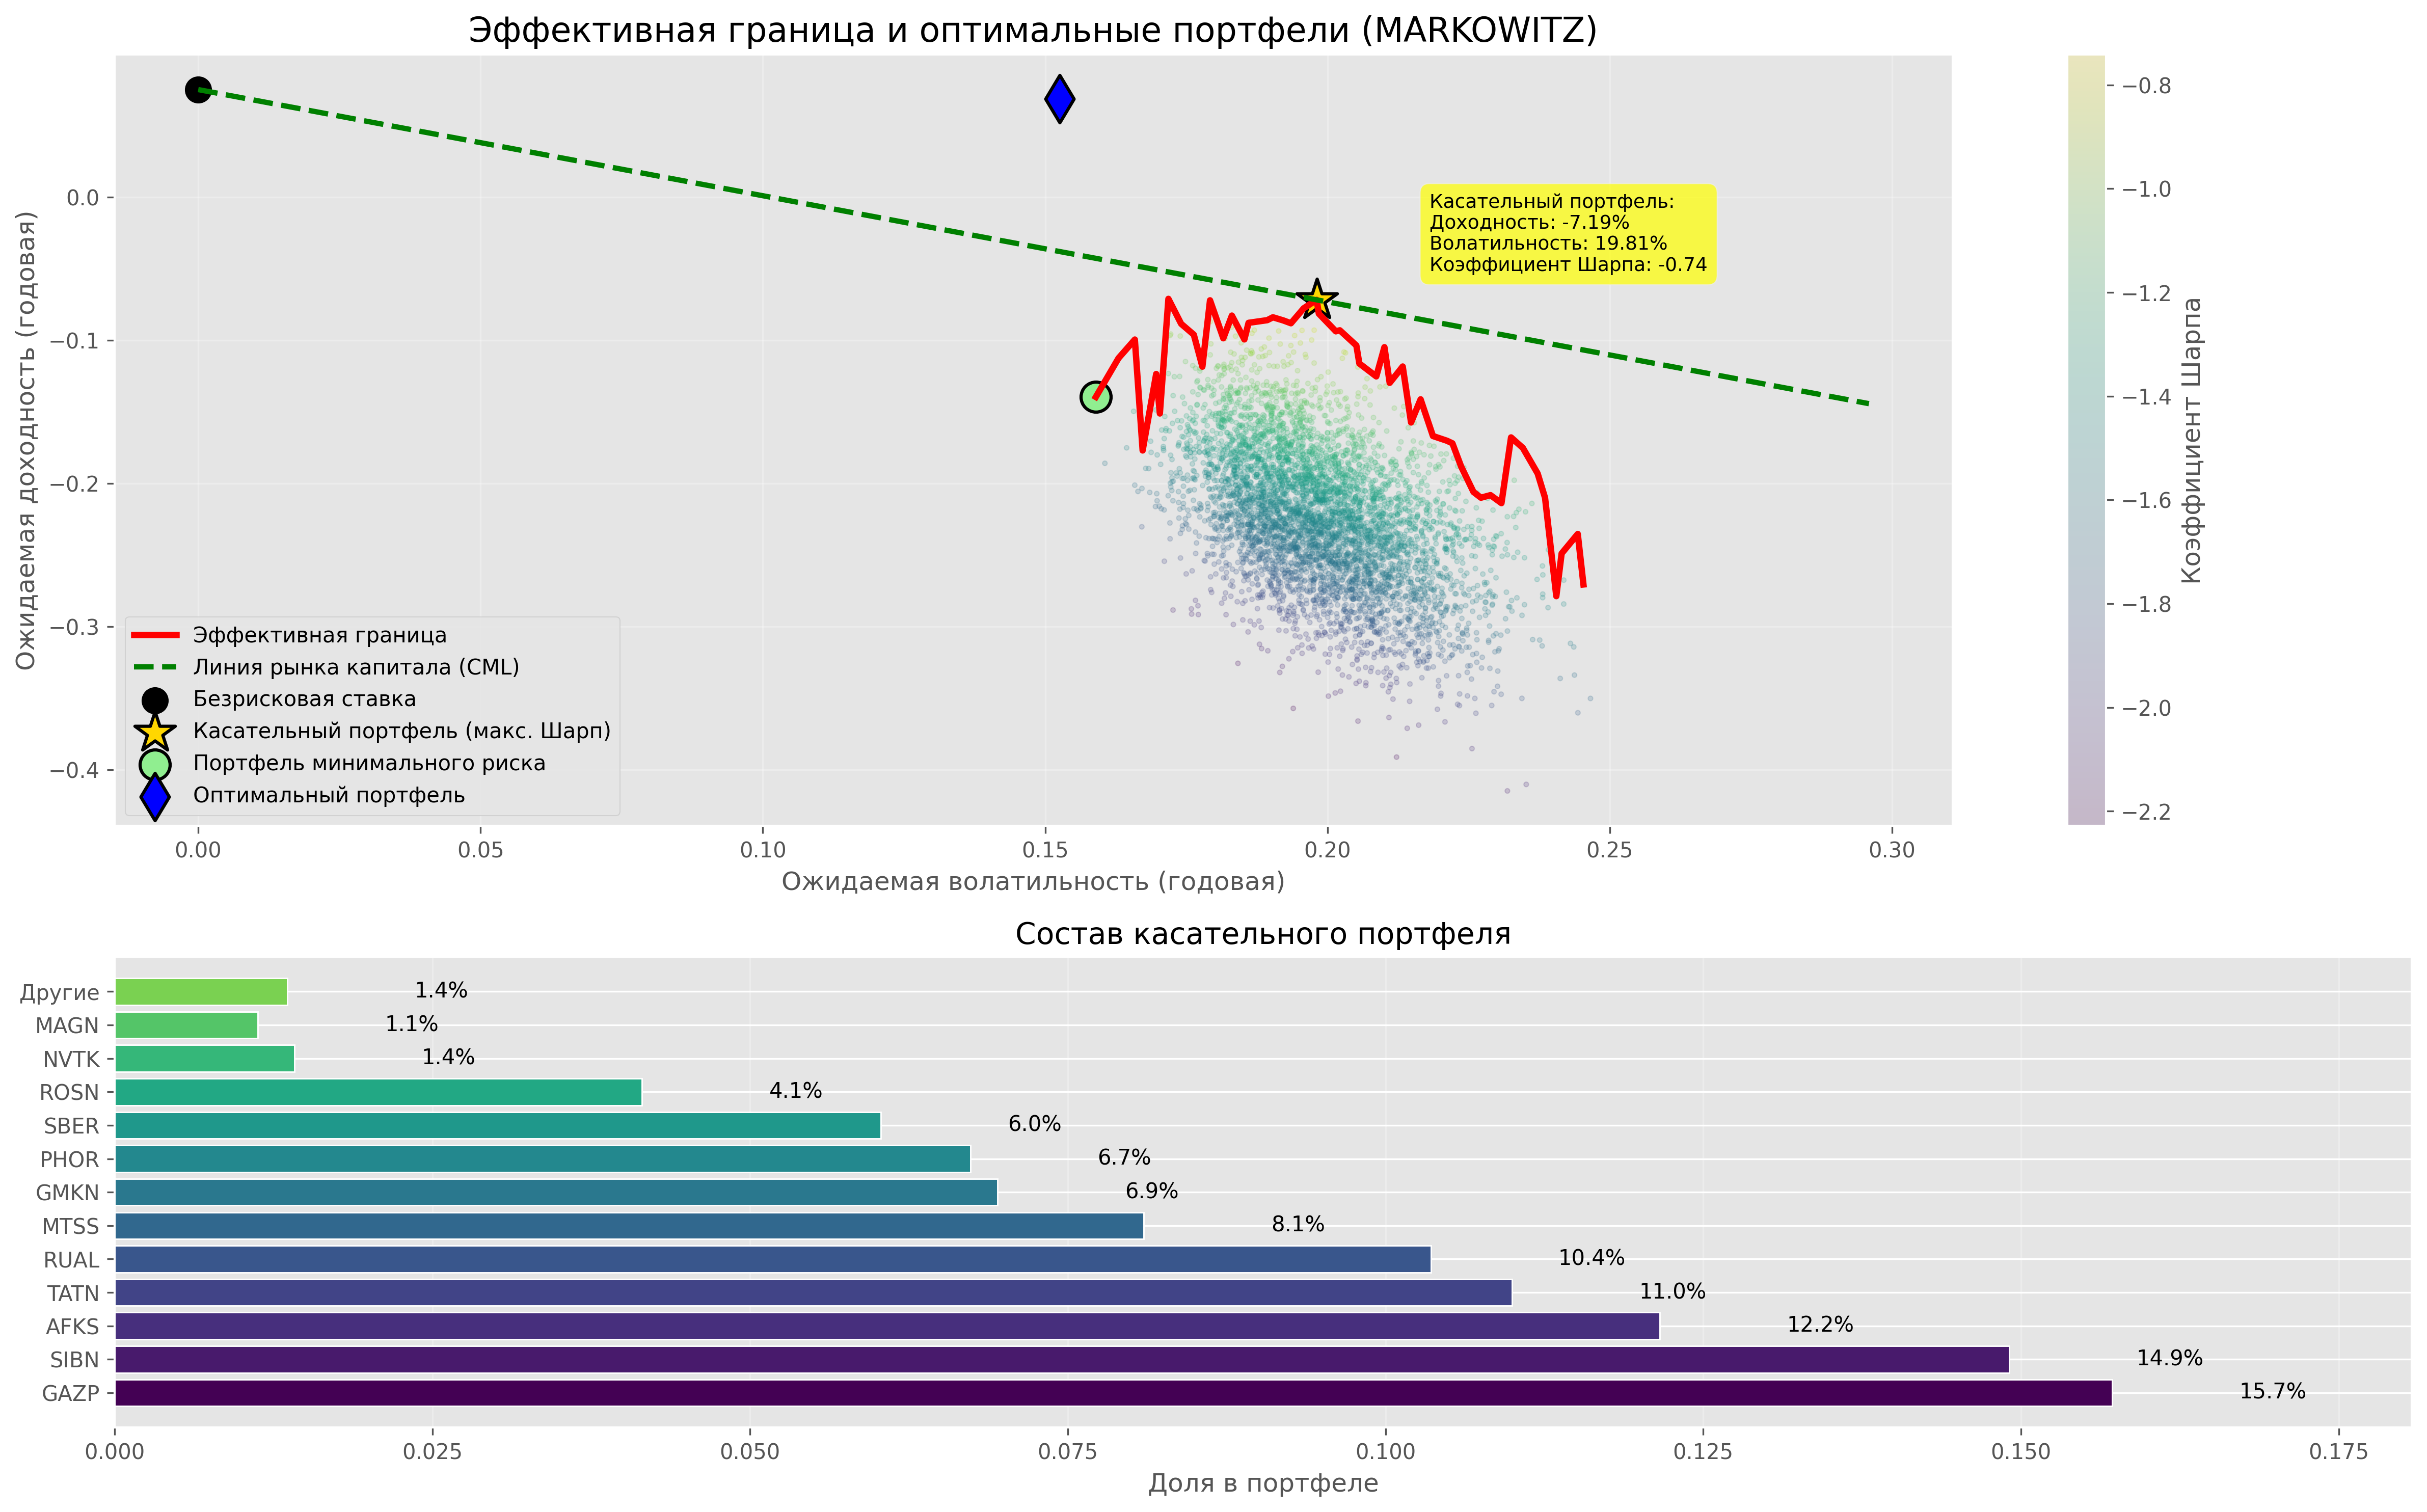 Эффективная граница и оптимальные портфели (MARKOWITZ)
Ожидаемая доходность (годовая)
0.0
−0.1
−0.2
−0.3
−0.4
Касательный портфель:
Доходность: -7.19%
Волатильность: 19.81%
Коэффициент Шарпа: -0.74
Эффективная граница
Линия рынка капитала (CML)
Безрисковая ставка
Касательный портфель (макс. Шарп)
Портфель минимального риска
Оптимальный портфель
0.00 0.05 0.10 0.15 0.20 0.25 0.30
Ожидаемая волатильность (годовая)
−0.8
−1.0
−1.2
−1.4
−1.6
−1.8
−2.0
−2.2
Коэффициент Шарпа
Состав касательного портфеля
Другие 1.4%
MAGN 1.1%
NVTK 1.4%
ROSN 4.1%
SBER 6.0%
PHOR 6.7%
GMKN 6.9%
MTSS 8.1%
RUAL 10.4%
TATN 11.0%
AFKS 12.2%
SIBN 14.9%
GAZP 15.7%
0.000 0.025 0.050 0.075 0.100 0.125 0.150 0.175
Доля в портфеле